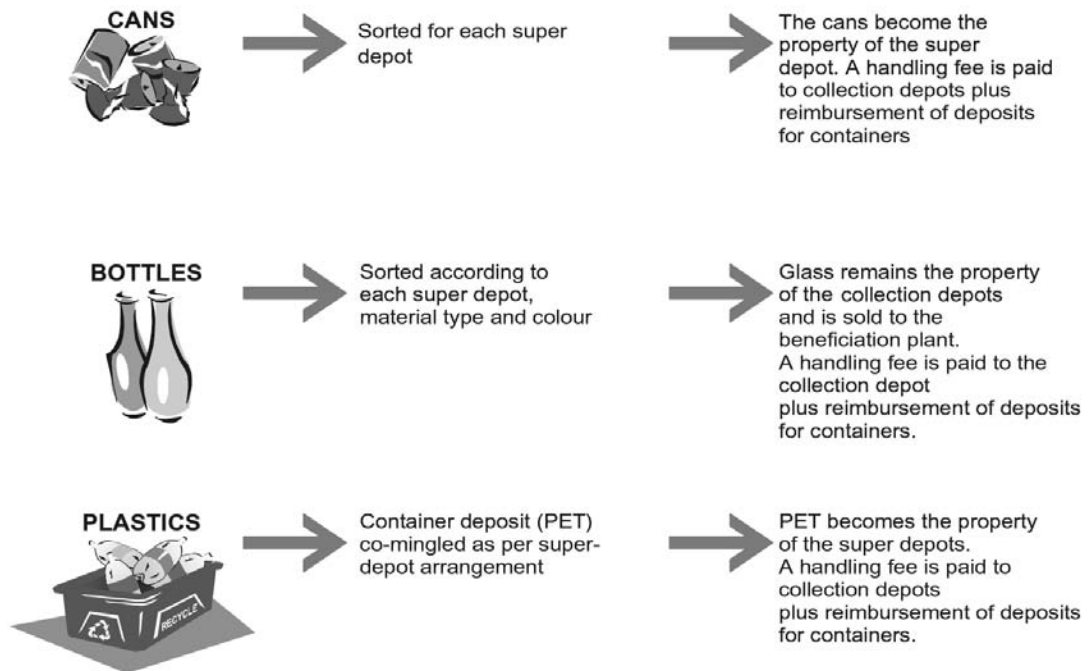 CANS
Sorted for each super
depot
The cans become the
property of the super
depot. A handling fee is paid
to collection depots plus
reimbursement of deposits
for containers
BOTTLES
Sorted according to
each super depot,
material type and colour
Glass remains the property
of the collection depots
and is sold to the
beneficiation plant.
A handling fee is paid to the
collection depot
plus reimbursement of deposits
for containers.
PLASTICS
RECYCLE
Container deposit (PET)
co-mingled as per super-
depot arrangement
PET becomes the property
of the super depots.
A handling fee is paid to
collection depots
plus reimbursement of deposits
for containers.